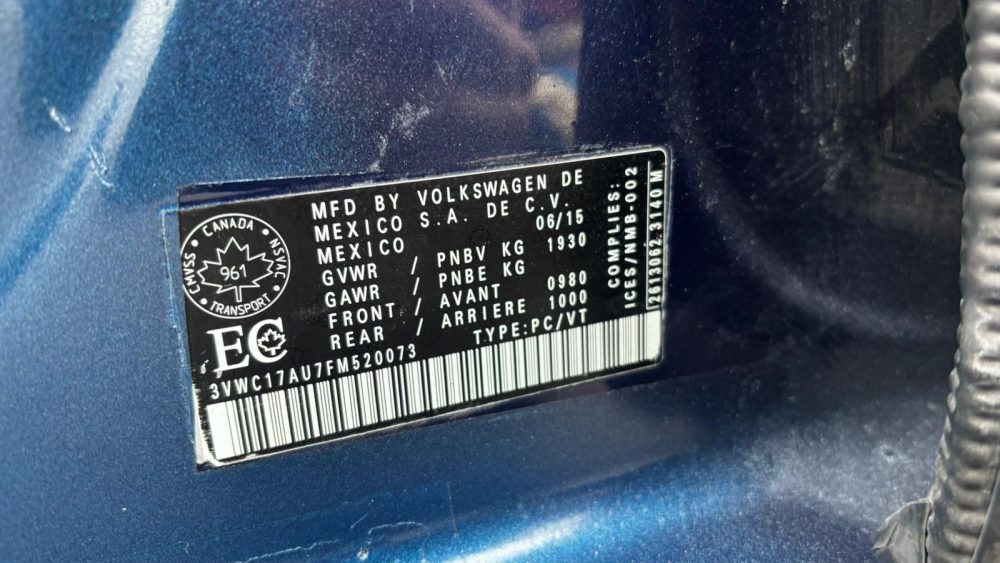 MFD BY VOLKSWAGEN DE
MEXICO S.A. DE C.V.
MEXICO 06/15
GVWR / PNBV KG 1930
GAWR / PNBE KG
FRONT / AVANT 0980
REAR / ARRIERE 1000
TYPE:PC/VT
CANADA
CMVSS NSVAC
961
TRANSPORT
EC
3VWC17AU7FM520073
COMPLIES:
ICES/NMB-002
2613062.3140 M